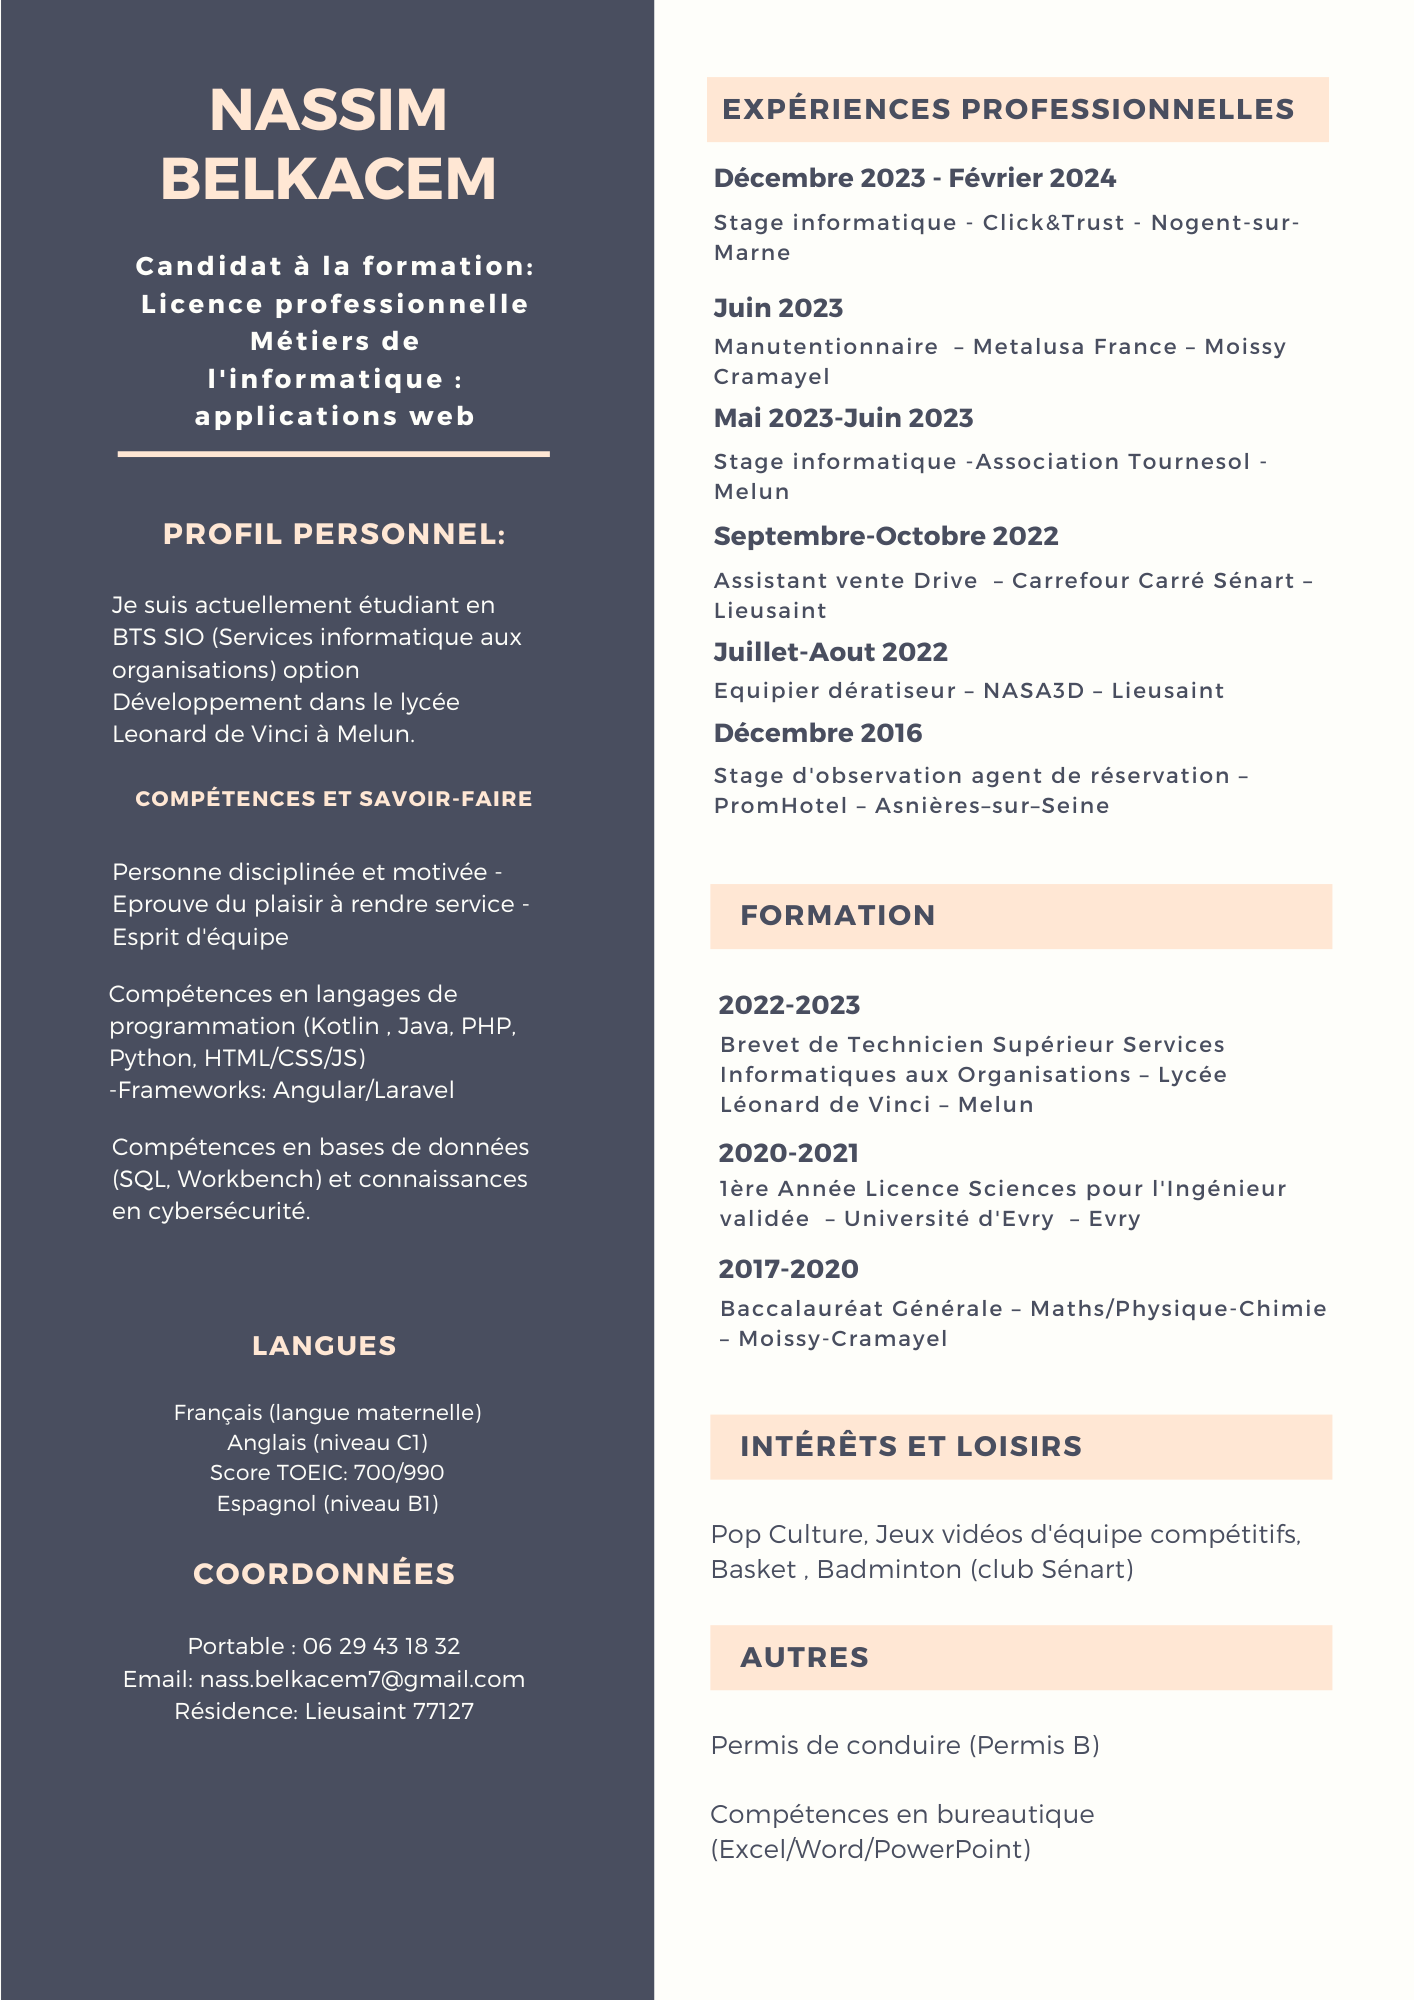 NASSIM
BELKACEM
Candidat à la formation:
Licence professionnelle
Métiers de
l'informatique :
applications web
PROFIL PERSONNEL:
Je suis actuellement étudiant en
BTS SIO (Services informatique aux
organisations) option
Développement dans le lycée
Leonard de Vinci à Melun.
COMPÉTENCES ET SAVOIR-FAIRE
Personne disciplinée et motivée -
Eprouve du plaisir à rendre service -
Esprit d'équipe
Compétences en langages de
programmation (Kotlin , Java, PHP,
Python, HTML/CSS/JS)
-Frameworks: Angular/Laravel
Compétences en bases de données
(SQL, Workbench) et connaissances
en cybersécurité.
LANGUES
Français (langue maternelle)
Anglais (niveau C1)
Score TOEIC: 700/990
Espagnol (niveau B1)
COORDONNÉES
Portable : 06 29 43 18 32
Email: nass.belkacem7@gmail.com
Résidence: Lieusaint 77127
EXPÉRIENCES PROFESSIONNELLES
Décembre 2023 - Février 2024
Stage informatique - Click&Trust - Nogent-sur-
Marne
Juin 2023
Manutentionnaire  – Metalusa France – Moissy
Cramayel
Mai 2023-Juin 2023
Stage informatique -Association Tournesol -
Melun
Septembre-Octobre 2022
Assistant vente Drive  – Carrefour Carré Sénart –
Lieusaint
Juillet-Aout 2022
Equipier dératiseur – NASA3D – Lieusaint
Décembre 2016
Stage d'observation agent de réservation –
PromHotel – Asnières–sur–Seine
FORMATION
2022-2023
Brevet de Technicien Supérieur Services
Informatiques aux Organisations – Lycée
Léonard de Vinci – Melun
2020-2021
1ère Année Licence Sciences pour l'Ingénieur
validée  – Université d'Evry  – Evry
2017-2020
Baccalauréat Générale – Maths/Physique-Chimie
– Moissy-Cramayel
INTÉRÊTS ET LOISIRS
Pop Culture, Jeux vidéos d'équipe compétitifs,
Basket , Badminton (club Sénart)
AUTRES
Permis de conduire (Permis B)
Compétences en bureautique
(Excel/Word/PowerPoint)